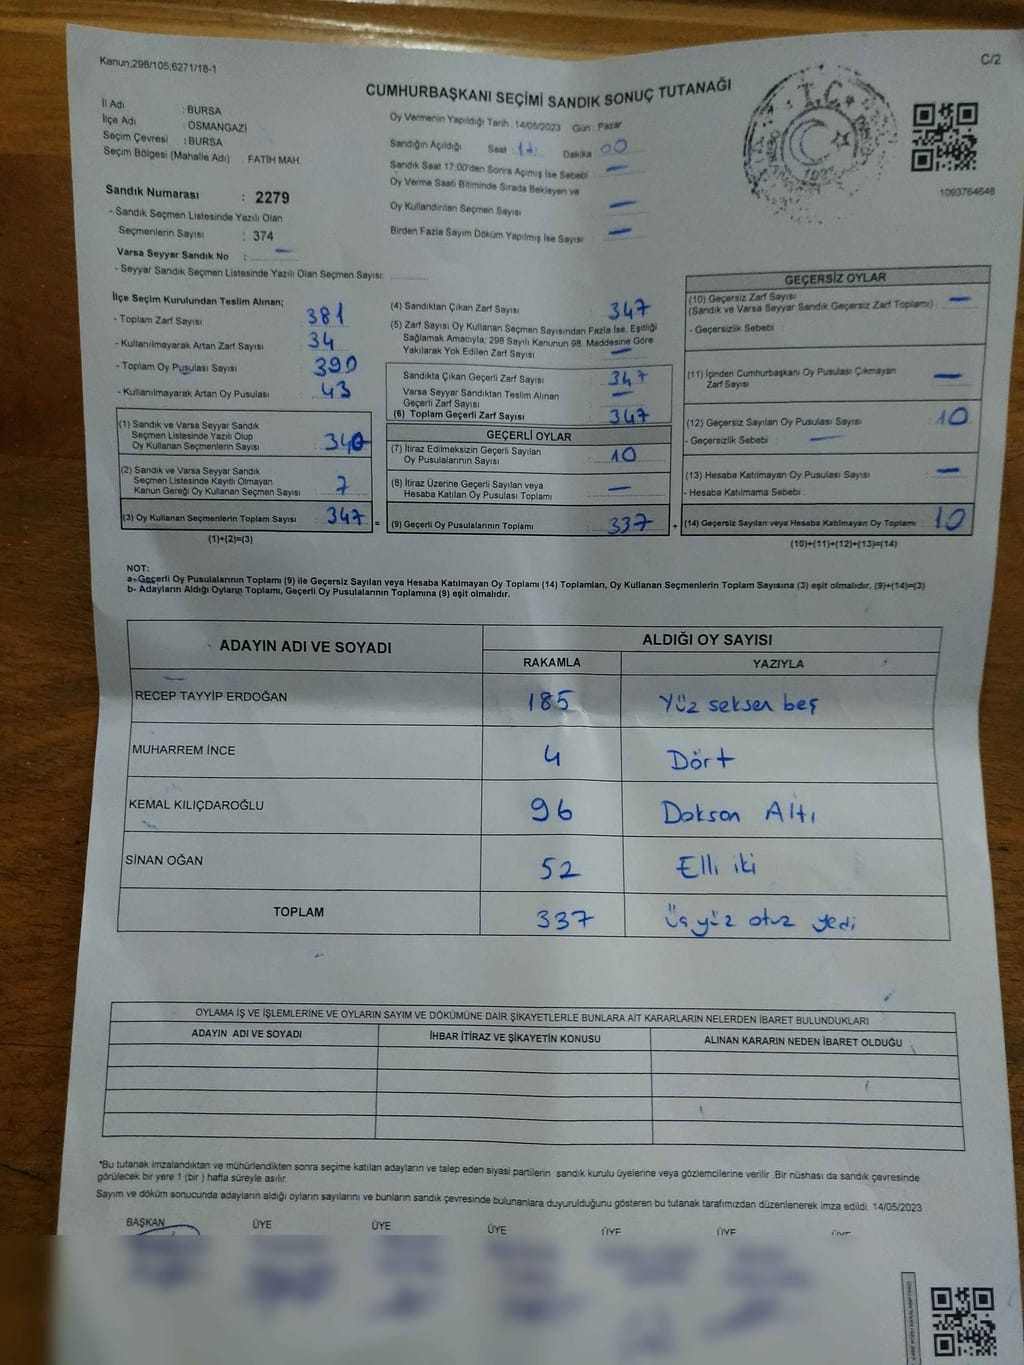 Kanun;298/105;6271/18-1
C/2
CUMHURBAŞKANI SEÇİMİ SANDIK SONUÇ TUTANAĞI
İl Adı : BURSA
İlçe Adı : OSMANGAZİ
Seçim Çevresi : BURSA
Seçim Bölgesi (Mahalle Adı) : FATİH MAH.
Oy Vermenin Yapıldığı Tarih : 14/05/2023 Gün : Pazar
Sandığın Açıldığı Saat : Dakika 00
Sandık Saat 17:00'den Sonra Açımış İse Sebebi : —
Oy Verme Saati Bitiminde Sırada Bekleyen ve
Oy Kullandırılan Seçmen Sayısı —
Birden Fazla Sayım Döküm Yapılmış İse Sayısı —
T.C.
1093764648
Sandık Numarası : 2279
- Sandık Seçmen Listesinde Yazılı Olan
Seçmenlerin Sayısı : 374
Varsa Seyyar Sandık No : —
- Seyyar Sandık Seçmen Listesinde Yazılı Olan Seçmen Sayısı:
İlçe Seçim Kurulundan Teslim Alınan;
- Toplam Zarf Sayısı : 381
- Kullanılmayarak Artan Zarf Sayısı : 34
- Toplam Oy Pusulası Sayısı : 390
- Kullanılmayarak Artan Oy Pusulası : 43
(1) Sandık ve Varsa Seyyar Sandık
Seçmen Listesinde Yazılı Olup
Oy Kullanan Seçmenlerin Sayısı : 340
(2) Sandık ve Varsa Seyyar Sandık
Seçmen Listesinde Kayıtlı Olmayan
Kanun Gereği Oy Kullanan Seçmen Sayısı : 7
(3) Oy Kullanan Seçmenlerin Toplam Sayısı : 347 =
(1)+(2)=(3)
(4) Sandıktan Çıkan Zarf Sayısı : 347
(5) Zarf Sayısı Oy Kullanan Seçmen Sayısından Fazla İse, Eşitliği
Sağlamak Amacıyla; 298 Sayılı Kanunun 98. Maddesine Göre
Yakılarak Yok Edilen Zarf Sayısı : —
Sandıkta Çıkan Geçerli Zarf Sayısı : 347
Varsa Seyyar Sandıktan Teslim Alınan
Geçerli Zarf Sayısı : —
(6) Toplam Geçerli Zarf Sayısı : 347
GEÇERLİ OYLAR
(7) İtiraz Edilmeksizin Geçerli Sayılan
Oy Pusulalarının Sayısı : 10
(8) İtiraz Üzerine Geçerli Sayılan veya
Hesaba Katılan Oy Pusulası Toplamı : —
(9) Geçerli Oy Pusulalarının Toplamı : 337 +
GEÇERSİZ OYLAR
(10) Geçersiz Zarf Sayısı
(Sandık ve Varsa Seyyar Sandık Geçersiz Zarf Toplamı) : —
- Geçersizlik Sebebi :
(11) İçinden Cumhurbaşkanı Oy Pusulası Çıkmayan
Zarf Sayısı : —
(12) Geçersiz Sayılan Oy Pusulası Sayısı : 10
- Geçersizlik Sebebi : —
(13) Hesaba Katılmayan Oy Pusulası Sayısı : —
- Hesaba Katılmama Sebebi :
(14) Geçersiz Sayılan veya Hesaba Katılmayan Oy Toplamı : 10
(10)+(11)+(12)+(13)=(14)
NOT:
a- Geçerli Oy Pusulalarının Toplamı (9) ile Geçersiz Sayılan veya Hesaba Katılmayan Oy Toplamı (14) Toplamları, Oy Kullanan Seçmenlerin Toplam Sayısına (3) eşit olmalıdır. (9)+(14)=(3)
b- Adayların Aldığı Oyların Toplamı, Geçerli Oy Pusulalarının Toplamına (9) eşit olmalıdır.
ADAYIN ADI VE SOYADI ALDIĞI OY SAYISI
RAKAMLA YAZIYLA
RECEP TAYYİP ERDOĞAN 185 Yüz seksen beş
MUHARREM İNCE 4 Dört
KEMAL KILIÇDAROĞLU 96 Doksan Altı
SİNAN OĞAN 52 Elli iki
TOPLAM 337 Üç yüz otuz yedi
OYLAMA İŞ VE İŞLEMLERİNE VE OYLARIN SAYIM VE DÖKÜMÜNE DAİR ŞİKAYETLERLE BUNLARA AİT KARARLARIN NELERDEN İBARET BULUNDUKLARI
ADAYIN ADI VE SOYADI İHBAR İTİRAZ VE ŞİKAYETİN KONUSU ALINAN KARARIN NEDEN İBARET OLDUĞU
*Bu tutanak imzalandıktan ve mühürlendikten sonra seçime katılan adayların ve talep eden siyasi partilerin sandık kurulu üyelerine veya gözlemcilerine verilir. Bir nüshası da sandık çevresinde
görülecek bir yere 1 (bir) hafta süreyle asılır.
Sayım ve döküm sonucunda adayların aldığı oyların sayılarını ve bunların sandık çevresinde bulunanlara duyurulduğunu gösteren bu tutanak tarafımızdan düzenlenerek imza edildi. 14/05/2023
BAŞKAN ÜYE ÜYE ÜYE ÜYE ÜYE ÜYE